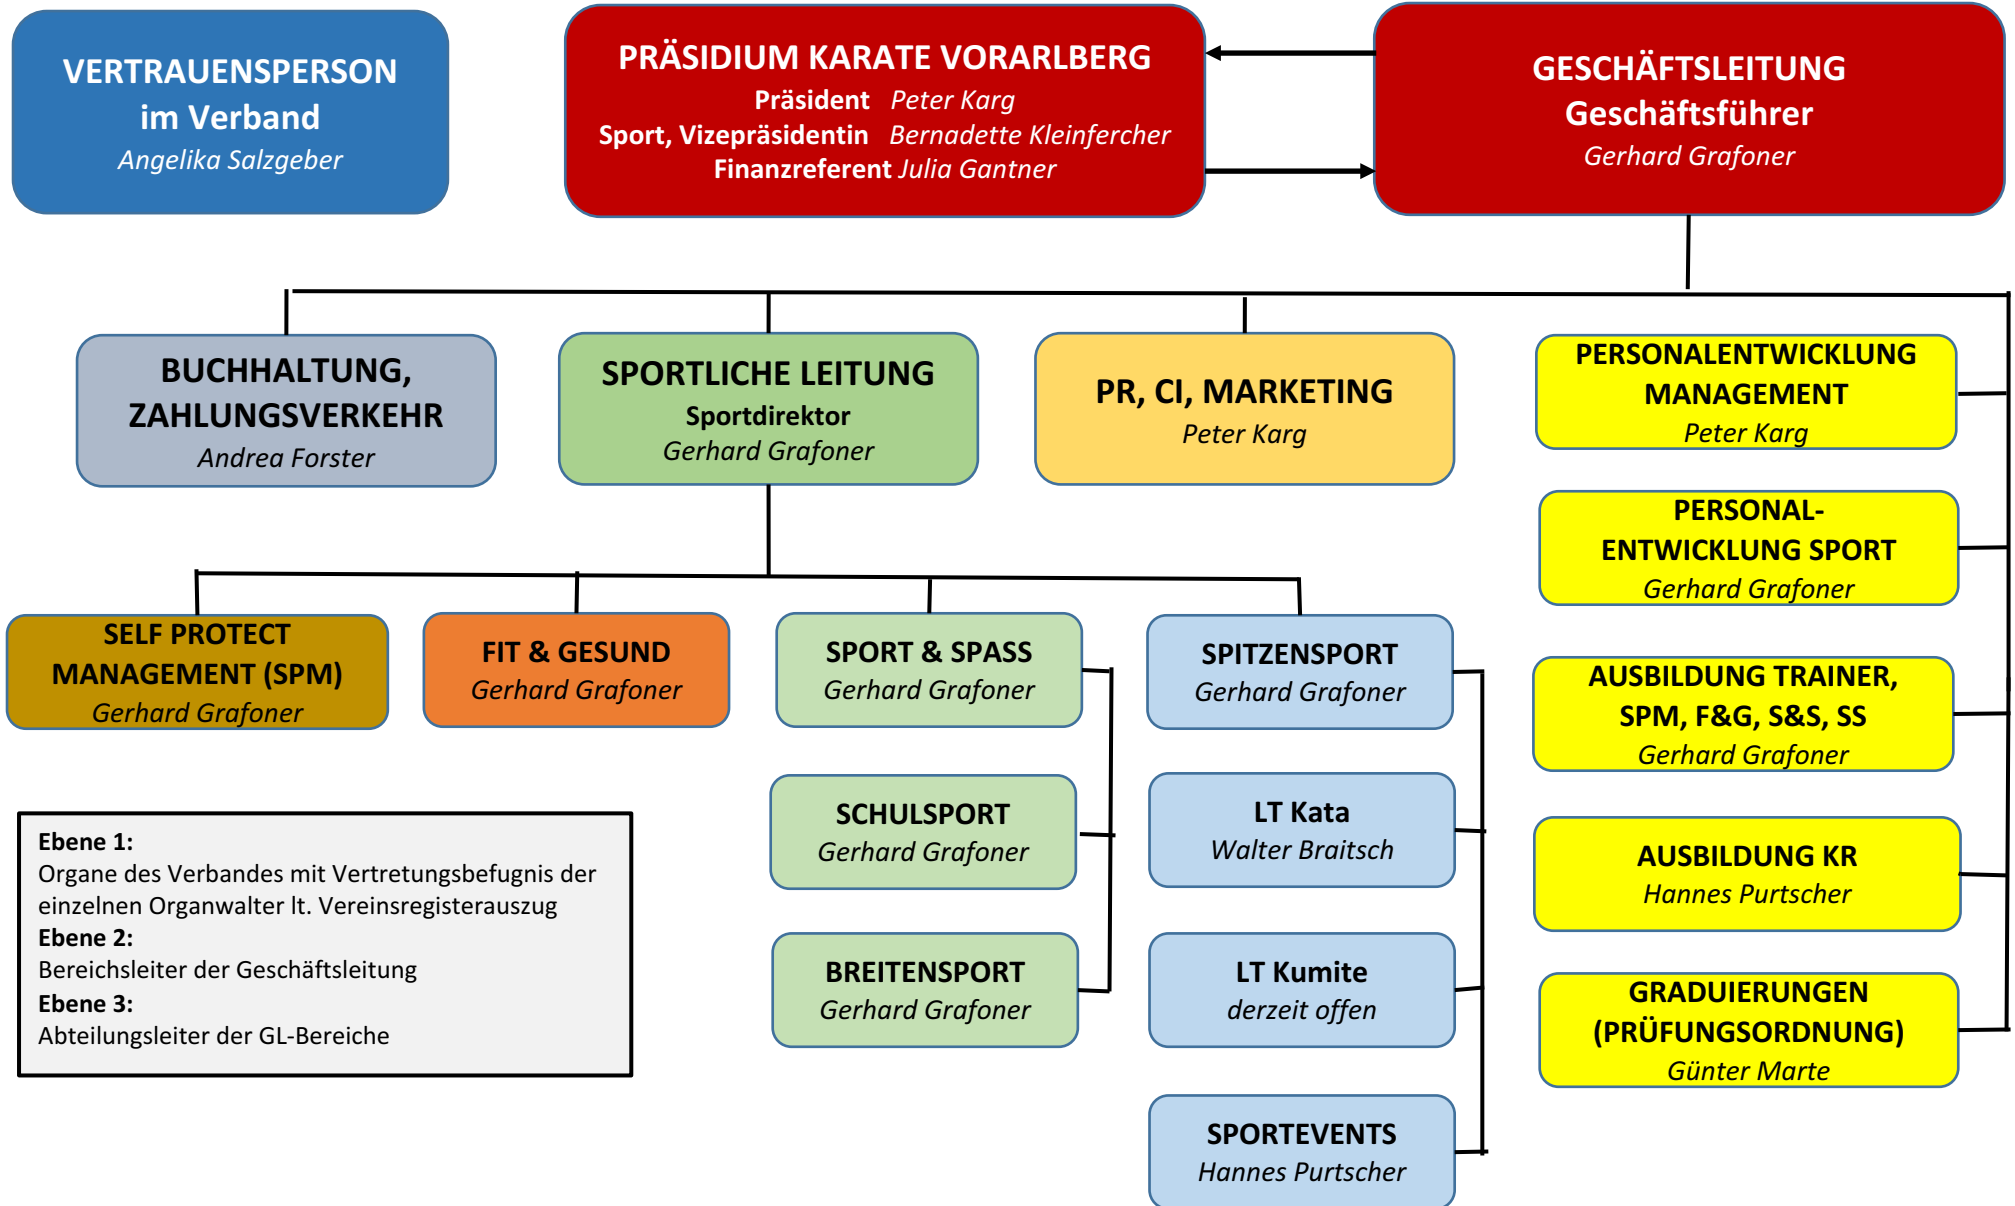 VERTRAUENSPERSON
im Verband
Angelika Salzgeber
PRÄSIDIUM KARATE VORARLBERG
Präsident Peter Karg
Sport, Vizepräsidentin Bernadette Kleinfercher
Finanzreferent Julia Gantner
GESCHÄFTSLEITUNG
Geschäftsführer
Gerhard Grafoner
BUCHHALTUNG,
ZAHLUNGSVERKEHR
Andrea Forster
SPORTLICHE LEITUNG
Sportdirektor
Gerhard Grafoner
PR, CI, MARKETING
Peter Karg
PERSONALENTWICKLUNG
MANAGEMENT
Peter Karg
PERSONAL-
ENTWICKLUNG SPORT
Gerhard Grafoner
AUSBILDUNG TRAINER,
SPM, F&G, S&S, SS
Gerhard Grafoner
AUSBILDUNG KR
Hannes Purtscher
GRADUIERUNGEN
(PRÜFUNGSORDNUNG)
Günter Marte
SELF PROTECT
MANAGEMENT (SPM)
Gerhard Grafoner
FIT & GESUND
Gerhard Grafoner
SPORT & SPASS
Gerhard Grafoner
SCHULSPORT
Gerhard Grafoner
BREITENSPORT
Gerhard Grafoner
SPITZENSPORT
Gerhard Grafoner
LT Kata
Walter Braitsch
LT Kumite
derzeit offen
SPORTEVENTS
Hannes Purtscher
Ebene 1:
Organe des Verbandes mit Vertretungsbefugnis der
einzelnen Organwalter lt. Vereinsregisterauszug
Ebene 2:
Bereichsleiter der Geschäftsleitung
Ebene 3:
Abteilungsleiter der GL-Bereiche